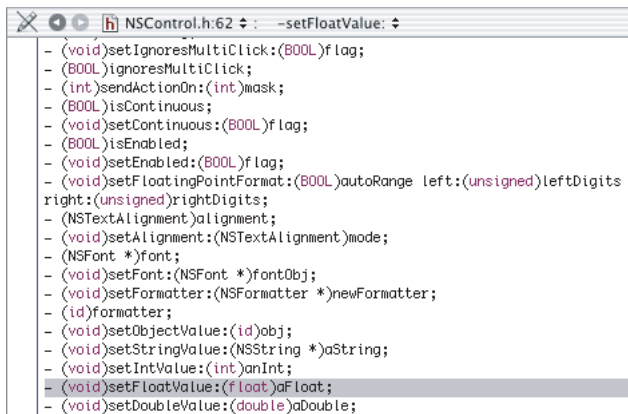 NSControl.h:62 : -setFloatValue:
- (void)setIgnoresMultiClick:(BOOL)flag;
- (BOOL)ignoresMultiClick;
- (int)sendActionOn:(int)mask;
- (BOOL)isContinuous;
- (void)setContinuous:(BOOL)flag;
- (BOOL)isEnabled;
- (void)setEnabled:(BOOL)flag;
- (void)setFloatingPointFormat:(BOOL)autoRange left:(unsigned)leftDigits
right:(unsigned)rightDigits;
- (NSTextAlignment)alignment;
- (void)setAlignment:(NSTextAlignment)mode;
- (NSFont *)font;
- (void)setFont:(NSFont *)fontObj;
- (void)setFormatter:(NSFormatter *)newFormatter;
- (id)formatter;
- (void)setObjectValue:(id)obj;
- (void)setStringValue:(NSString *)aString;
- (void)setIntValue:(int)anInt;
- (void)setFloatValue:(float)aFloat;
- (void)setDoubleValue:(double)aDouble;